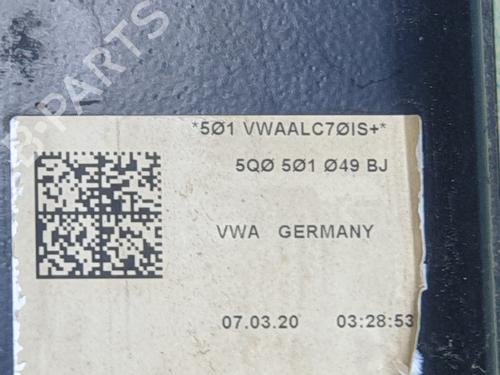 B-PARTS
*5Ø1 VWAALC7ØIS+*
5QØ 5Ø1 Ø49 BJ
VWA GERMANY
07.03.20 03:28:53